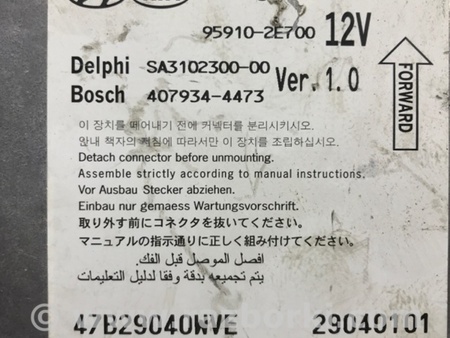 95910-2E700 12V
Delphi SA3102300-00
Ver. 1.0
Bosch 407934-4473
FORWARD
이 장치를 떼어내기 전에 커넥터를 분리시키시오.
안내 책자의 지침에 따라서만 이 장치를 조립하십시오.
Detach connector before unmounting.
Assemble strictly according to manual instructions.
Vor Ausbau Stecker abziehen.
Einbau nur gemaess Wartungsvorschrift.
取り外す前にコネクタを抜いてください。
マニュアルの指示通りに正しく組み付けてください。
افصل الموصل قبل الفك.
يتم تجميعه بدقة وفقا لدليل التعليمات
47B29040WVE 29040101